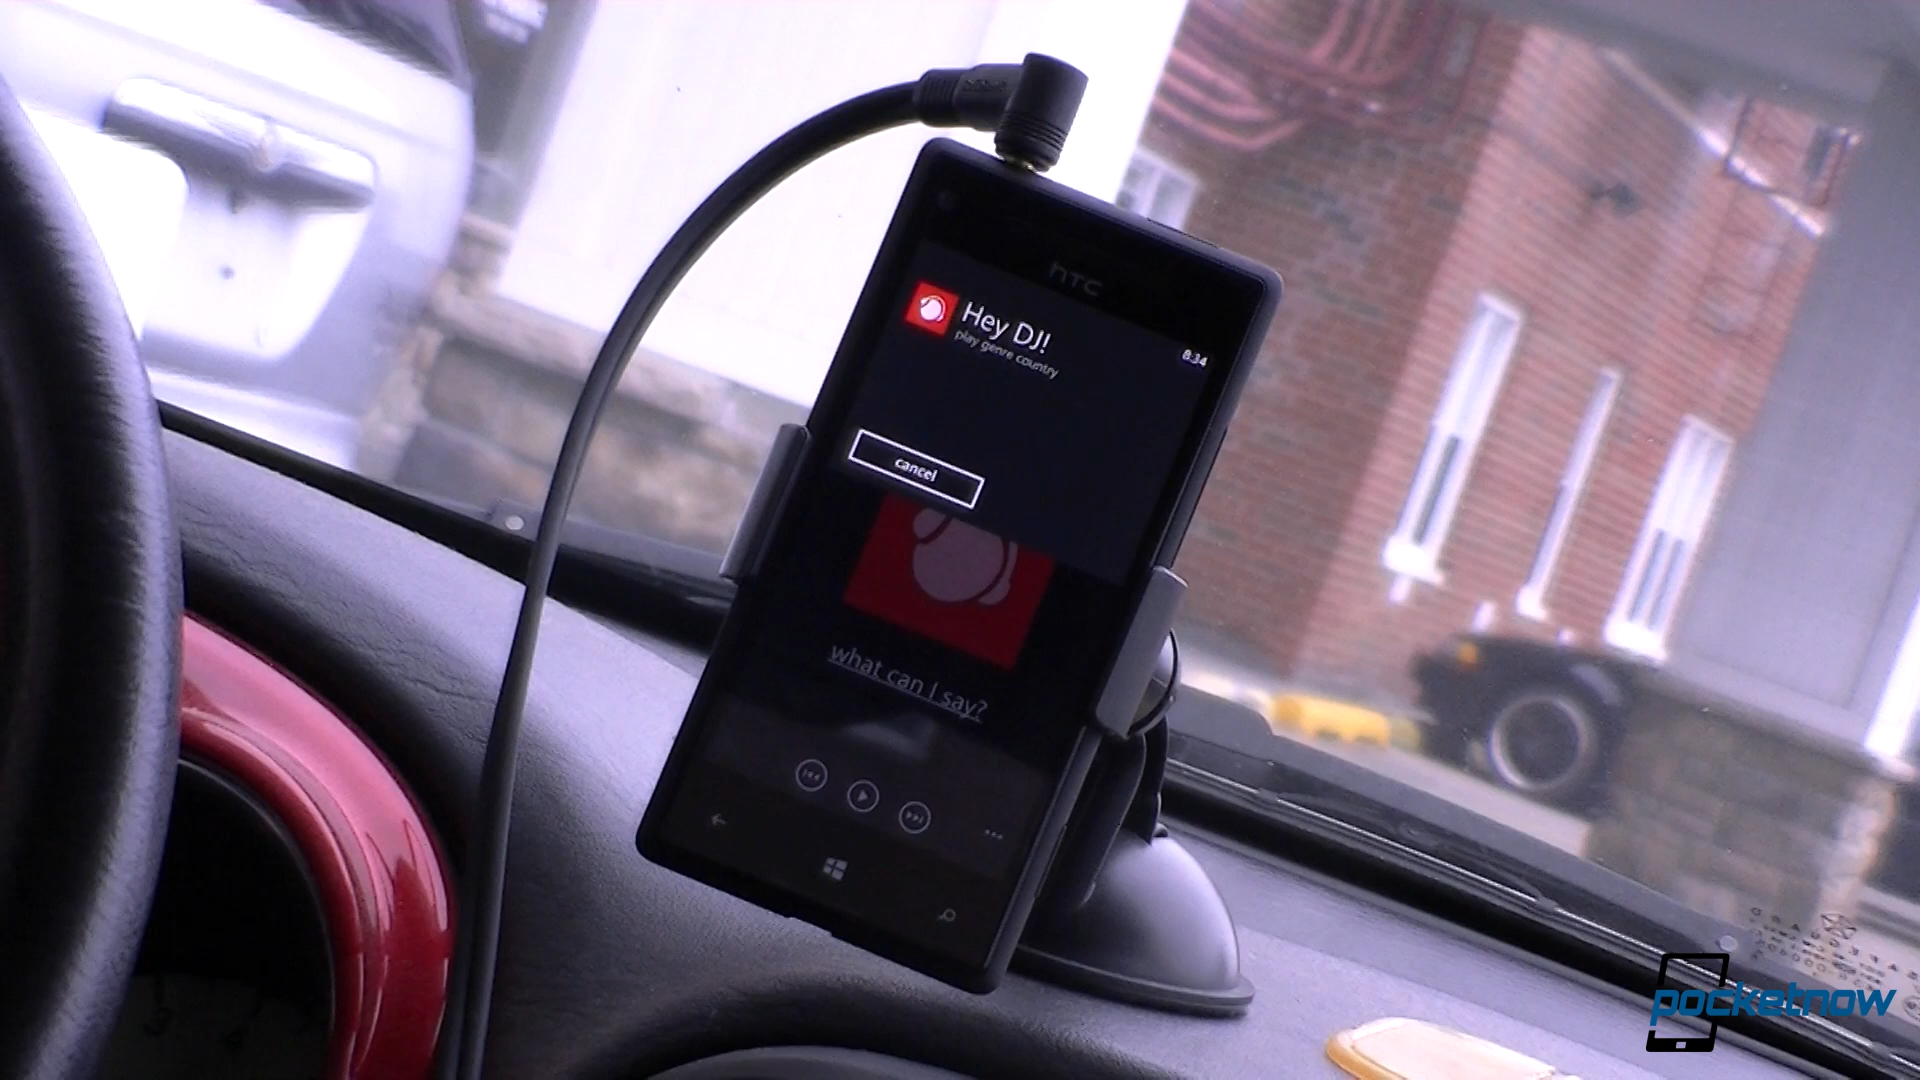 hTC
Hey DJ!
play genre country
8:34
cancel
what can I say?
pocketnow